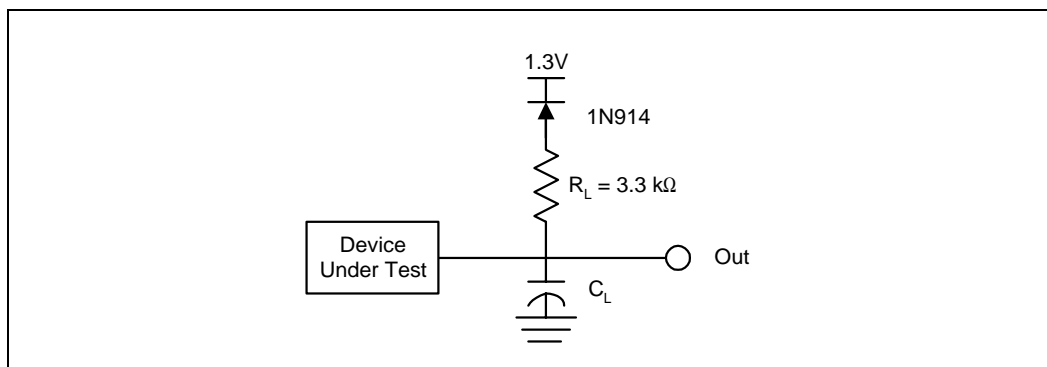 1.3V
1N914
R_L = 3.3 kΩ
Device
Under Test
Out
C_L